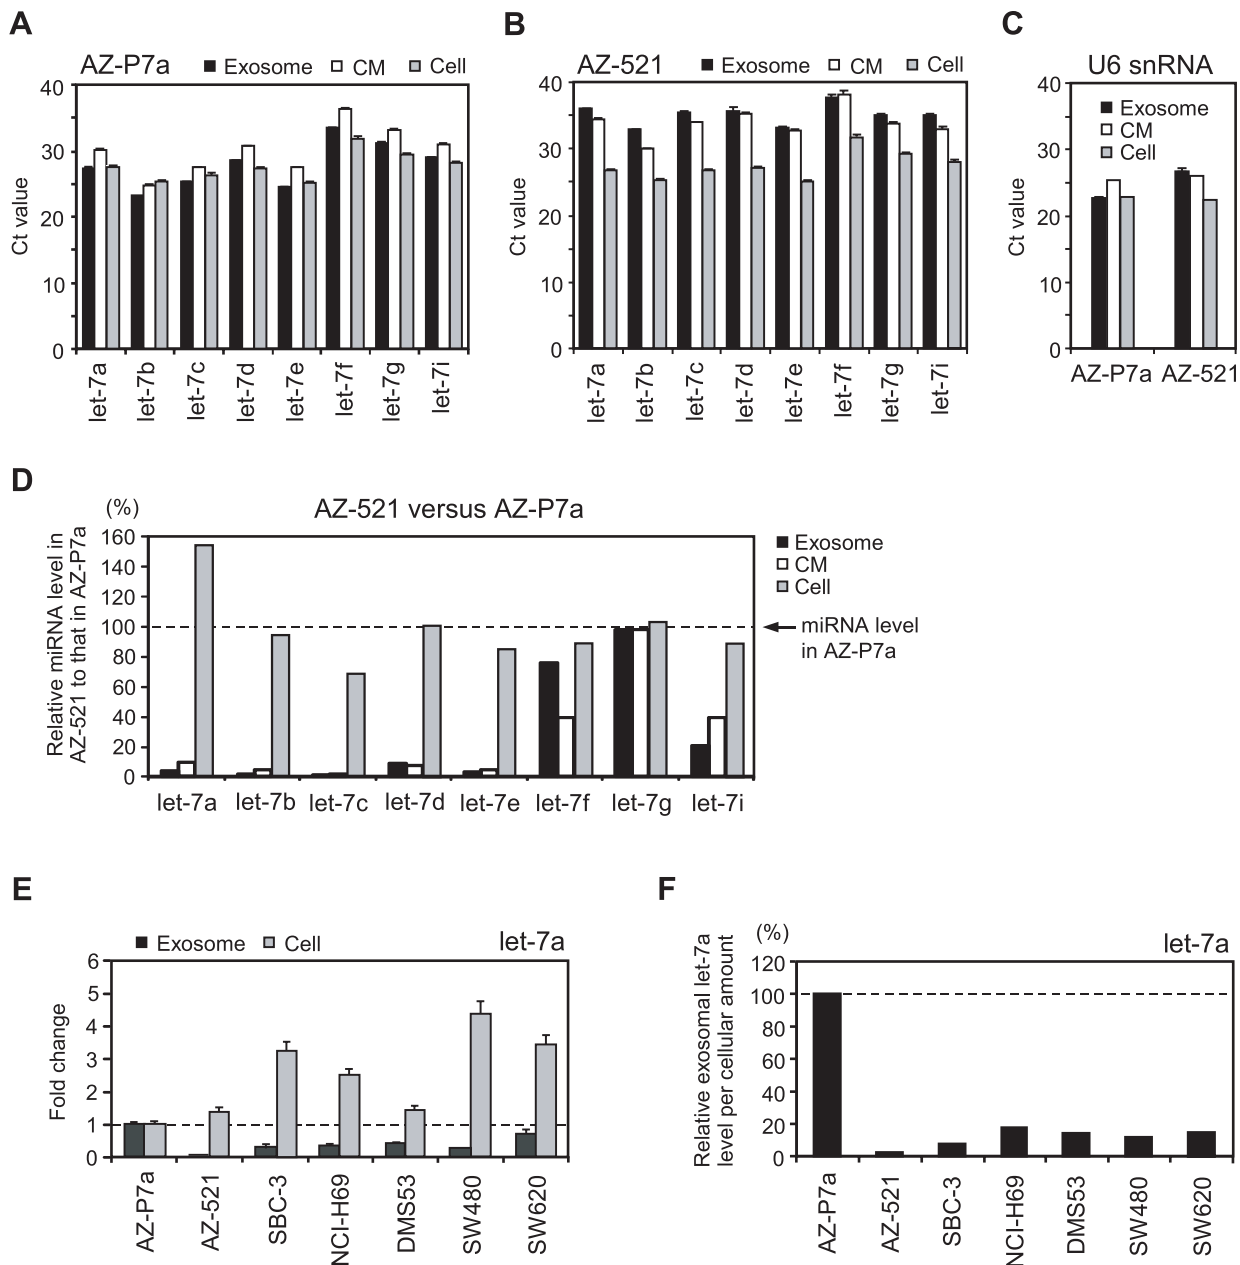 A
AZ-P7a
Exosome
CM
Cell
Ct value
40
30
20
10
0
let-7a
let-7b
let-7c
let-7d
let-7e
let-7f
let-7g
let-7i
B
AZ-521
Exosome
CM
Cell
Ct value
40
30
20
10
0
let-7a
let-7b
let-7c
let-7d
let-7e
let-7f
let-7g
let-7i
C
U6 snRNA
Exosome
CM
Cell
Ct value
40
30
20
10
0
AZ-P7a
AZ-521
D
(%)
AZ-521 versus AZ-P7a
Relative miRNA level in
AZ-521 to that in AZ-P7a
160
140
120
100
80
60
40
20
0
let-7a
let-7b
let-7c
let-7d
let-7e
let-7f
let-7g
let-7i
Exosome
CM
Cell
miRNA level
in AZ-P7a
E
Exosome
Cell
let-7a
Fold change
6
5
4
3
2
1
0
AZ-P7a
AZ-521
SBC-3
NCI-H69
DMS53
SW480
SW620
F
(%)
let-7a
Relative exosomal let-7a
level per cellular amount
120
100
80
60
40
20
0
AZ-P7a
AZ-521
SBC-3
NCI-H69
DMS53
SW480
SW620